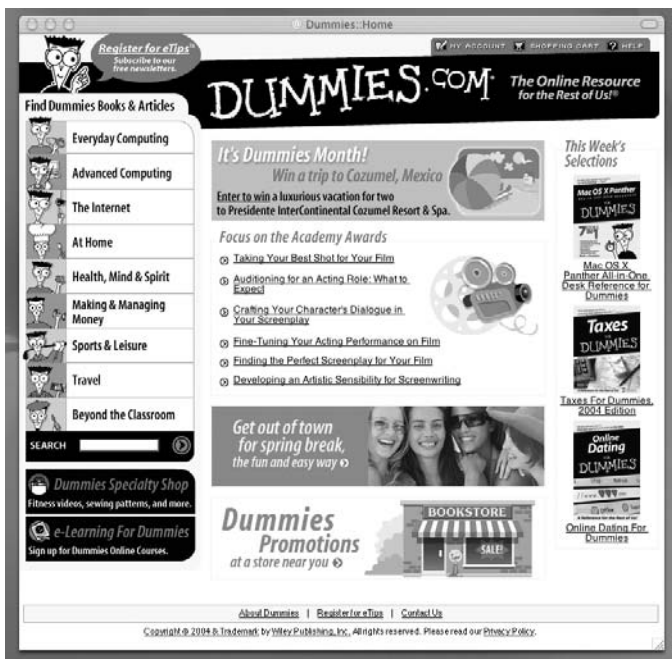 Dummies::Home
Register for eTips™
Subscribe to our
free newsletters.
MY ACCOUNT SHOPPING CART ? HELP
DUMMIES.COM®
The Online Resource
for the Rest of Us!®
Find Dummies Books & Articles
Everyday Computing
Advanced Computing
The Internet
At Home
Health, Mind & Spirit
Making & Managing
Money
Sports & Leisure
Travel
Beyond the Classroom
SEARCH
Dummies Specialty Shop
Fitness videos, sewing patterns, and more.
e-Learning For Dummies
Sign up for Dummies Online Courses.
It's Dummies Month!
Win a trip to Cozumel, Mexico
Enter to win a luxurious vacation for two
to Presidente InterContinental Cozumel Resort & Spa.
Focus on the Academy Awards
Taking Your Best Shot for Your Film
Auditioning for an Acting Role: What to
Expect
Crafting Your Character's Dialogue in
Your Screenplay
Fine-Tuning Your Acting Performance on Film
Finding the Perfect Screenplay for Your Film
Developing an Artistic Sensibility for Screenwriting
Get out of town
for spring break,
the fun and easy way
Dummies
Promotions
at a store near you
BOOKSTORE
SALE!
This Week's
Selections
Mac OS X Panther
DUMMIES
Mac OS X
Panther All-in-One
Desk Reference for
Dummies
Taxes
DUMMIES
Taxes For Dummies,
2004 Edition
Online
Dating
DUMMIES
Online Dating For
Dummies
About Dummies | Register for eTips | Contact Us
Copyright © 2004 & Trademark by Wiley Publishing, Inc. All rights reserved. Please read our Privacy Policy.